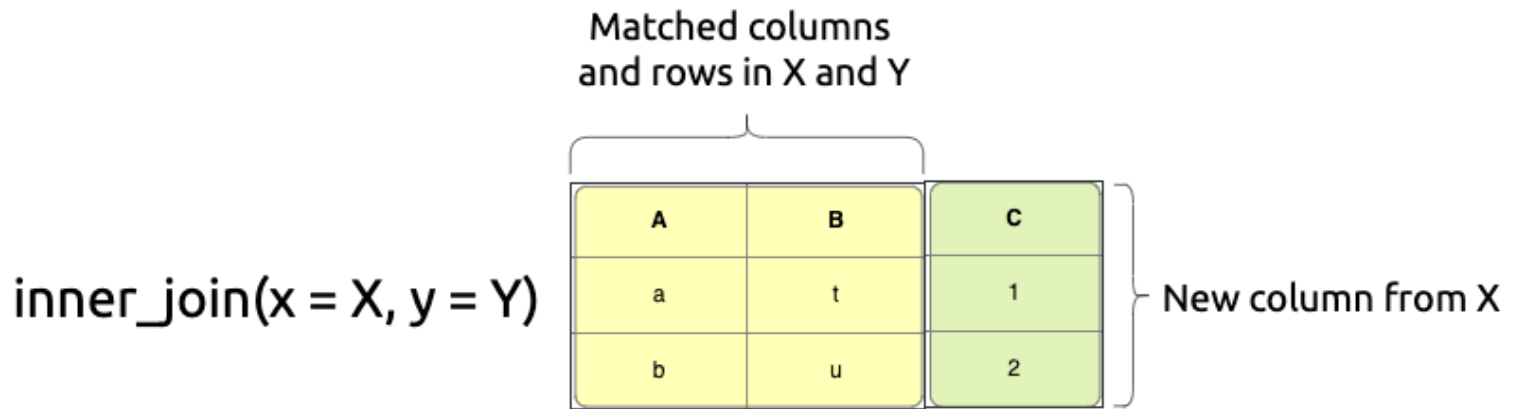 Matched columns
and rows in X and Y
inner_join(x = X, y = Y)
A B C
a t 1
b u 2
New column from X